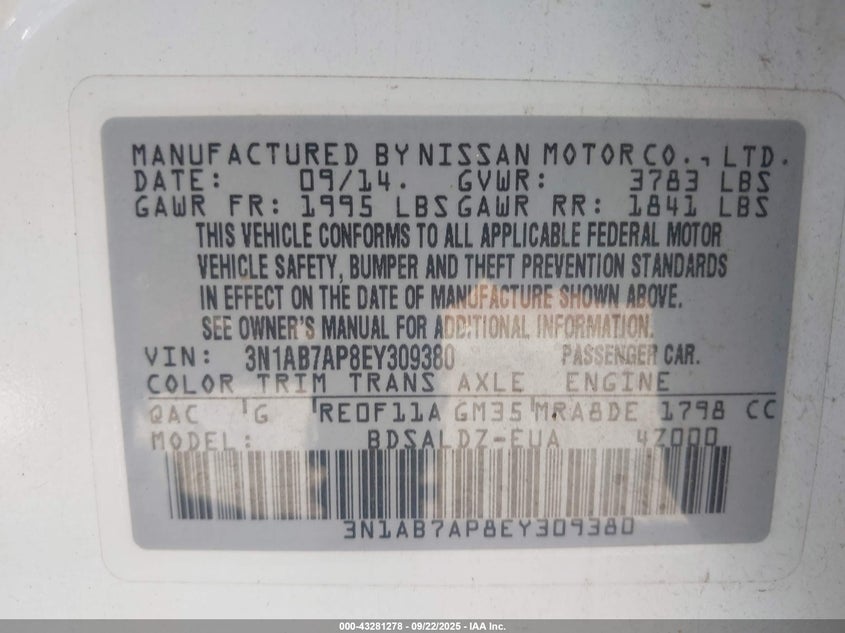 MANUFACTURED BY NISSAN MOTOR CO., LTD.
DATE: 09/14. GVWR: 3783 LBS
GAWR FR: 1995 LBS GAWR RR: 1841 LBS
THIS VEHICLE CONFORMS TO ALL APPLICABLE FEDERAL MOTOR
VEHICLE SAFETY, BUMPER AND THEFT PREVENTION STANDARDS
IN EFFECT ON THE DATE OF MANUFACTURE SHOWN ABOVE.
SEE OWNER'S MANUAL FOR ADDITIONAL INFORMATION.
VIN: 3N1AB7AP8EY309380 PASSENGER CAR.
COLOR TRIM TRANS AXLE ENGINE
QAC G RE0F11A GM35 MRA8DE 1798 CC
MODEL: BDSALDZ-EUA 4Z000
3N1AB7AP8EY309380
000-43281278 - 09/22/2025 - IAA Inc.